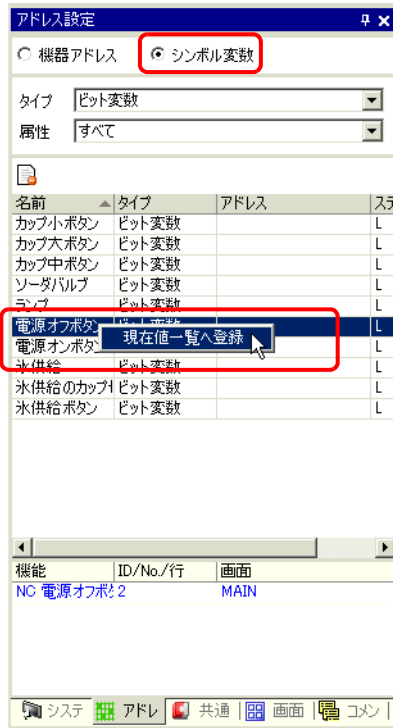 アドレス設定
機器アドレス シンボル変数
タイプ ビット変数
属性 すべて
名前 タイプ アドレス ステ
カップ小ボタン ビット変数 L
カップ大ボタン ビット変数 L
カップ中ボタン ビット変数 L
ソーダバルブ ビット変数 L
ランプ ビット変数 L
電源オフボタン L
現在値一覧へ登録
電源オンボタ L
氷供給 ビット変数 L
氷供給のカップ ビット変数 L
氷供給ボタン ビット変数 L
機能 ID/No./行 画面
NC 電源オフボ 2 MAIN
システ アドレ 共通 画面 コメン